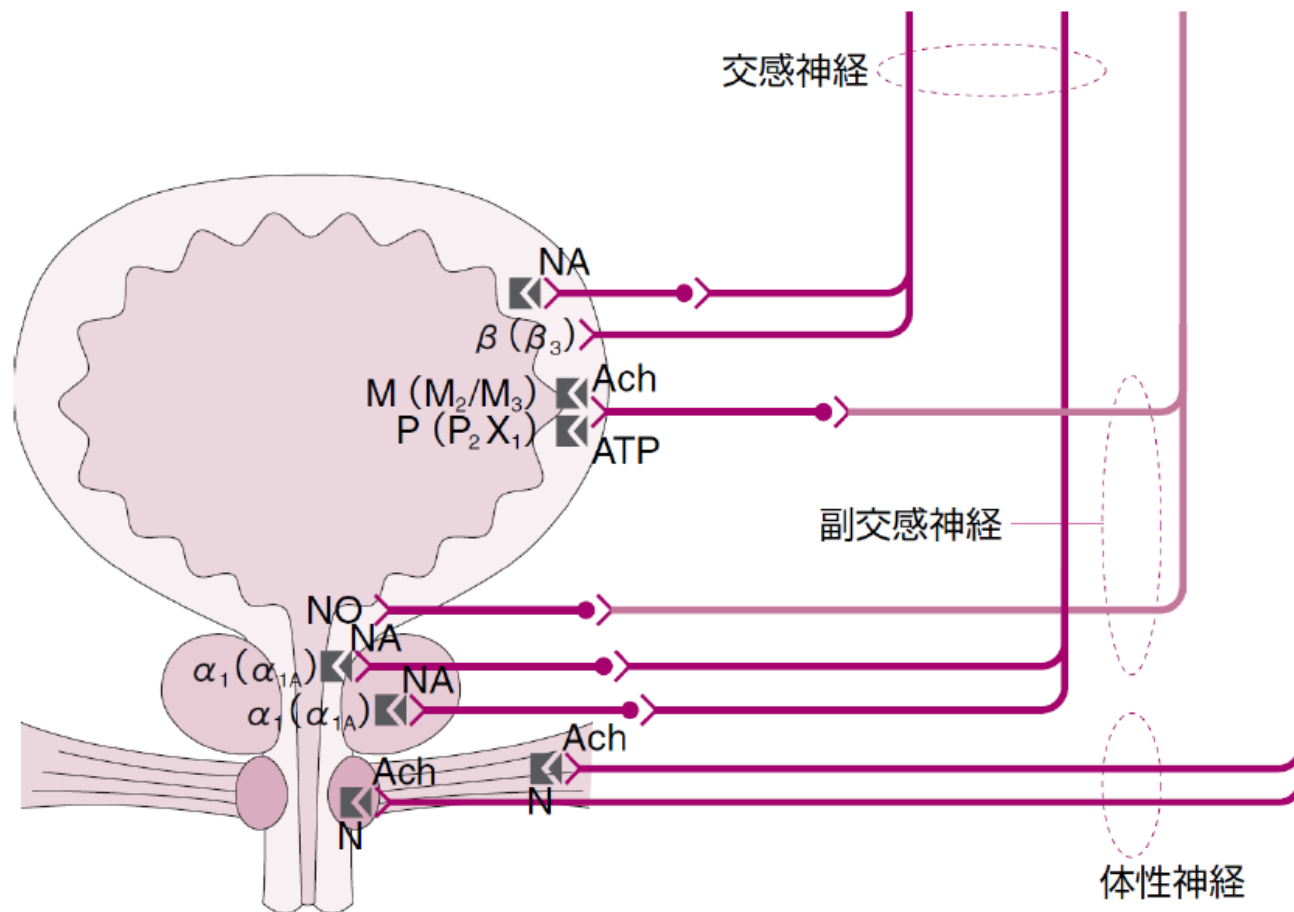 交感神経
NA
β (β₃)
Ach
M (M₂/M₃)
P (P₂X₁)
ATP
副交感神経
NO
NA
α₁(α₁A)
NA
α₁(α₁A)
Ach
N
Ach
N
体性神経